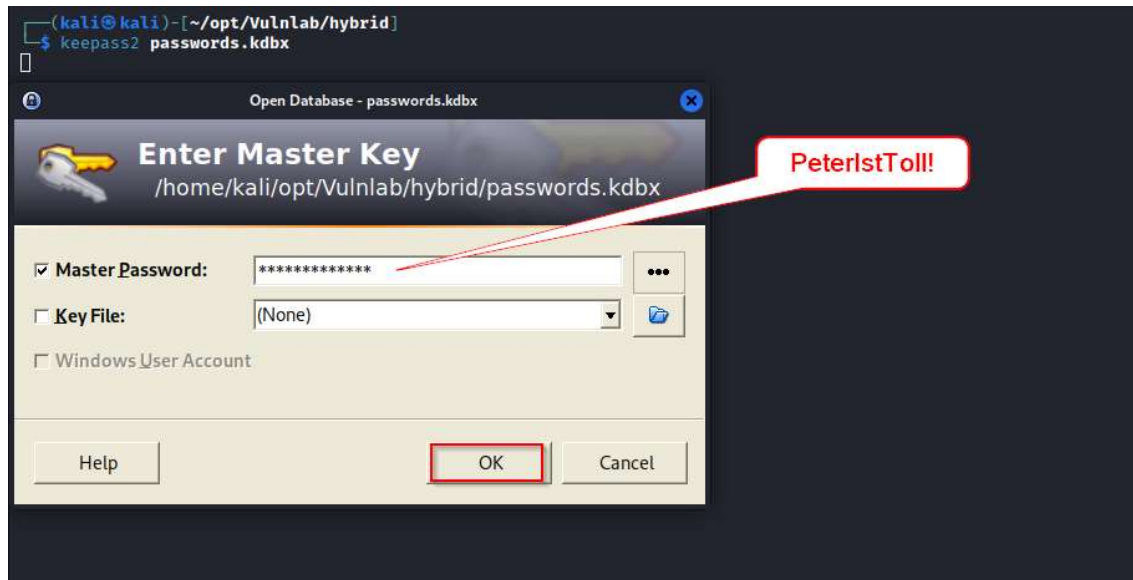 ┌──(kali㉿kali)-[~/opt/Vulnlab/hybrid]
└─$ keepass2 passwords.kdbx
Open Database - passwords.kdbx
Enter Master Key
/home/kali/opt/Vulnlab/hybrid/passwords.kdbx
PeterIstToll!
Master Password: *************
Key File: (None)
Windows User Account
Help OK Cancel